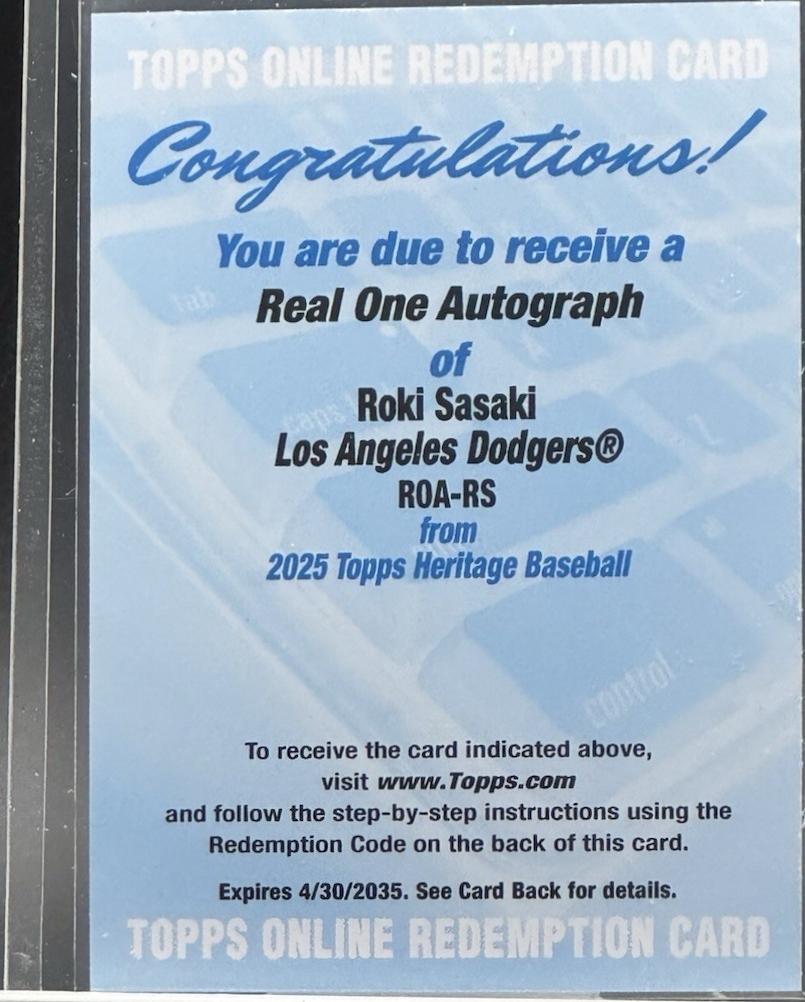 TOPPS ONLINE REDEMPTION CARD
Congratulations!
You are due to receive a
Real One Autograph
of
Roki Sasaki
Los Angeles Dodgers®
ROA-RS
from
2025 Topps Heritage Baseball
To receive the card indicated above,
visit www.Topps.com
and follow the step-by-step instructions using the
Redemption Code on the back of this card.
Expires 4/30/2035. See Card Back for details.
TOPPS ONLINE REDEMPTION CARD
tab
caps
Z
control